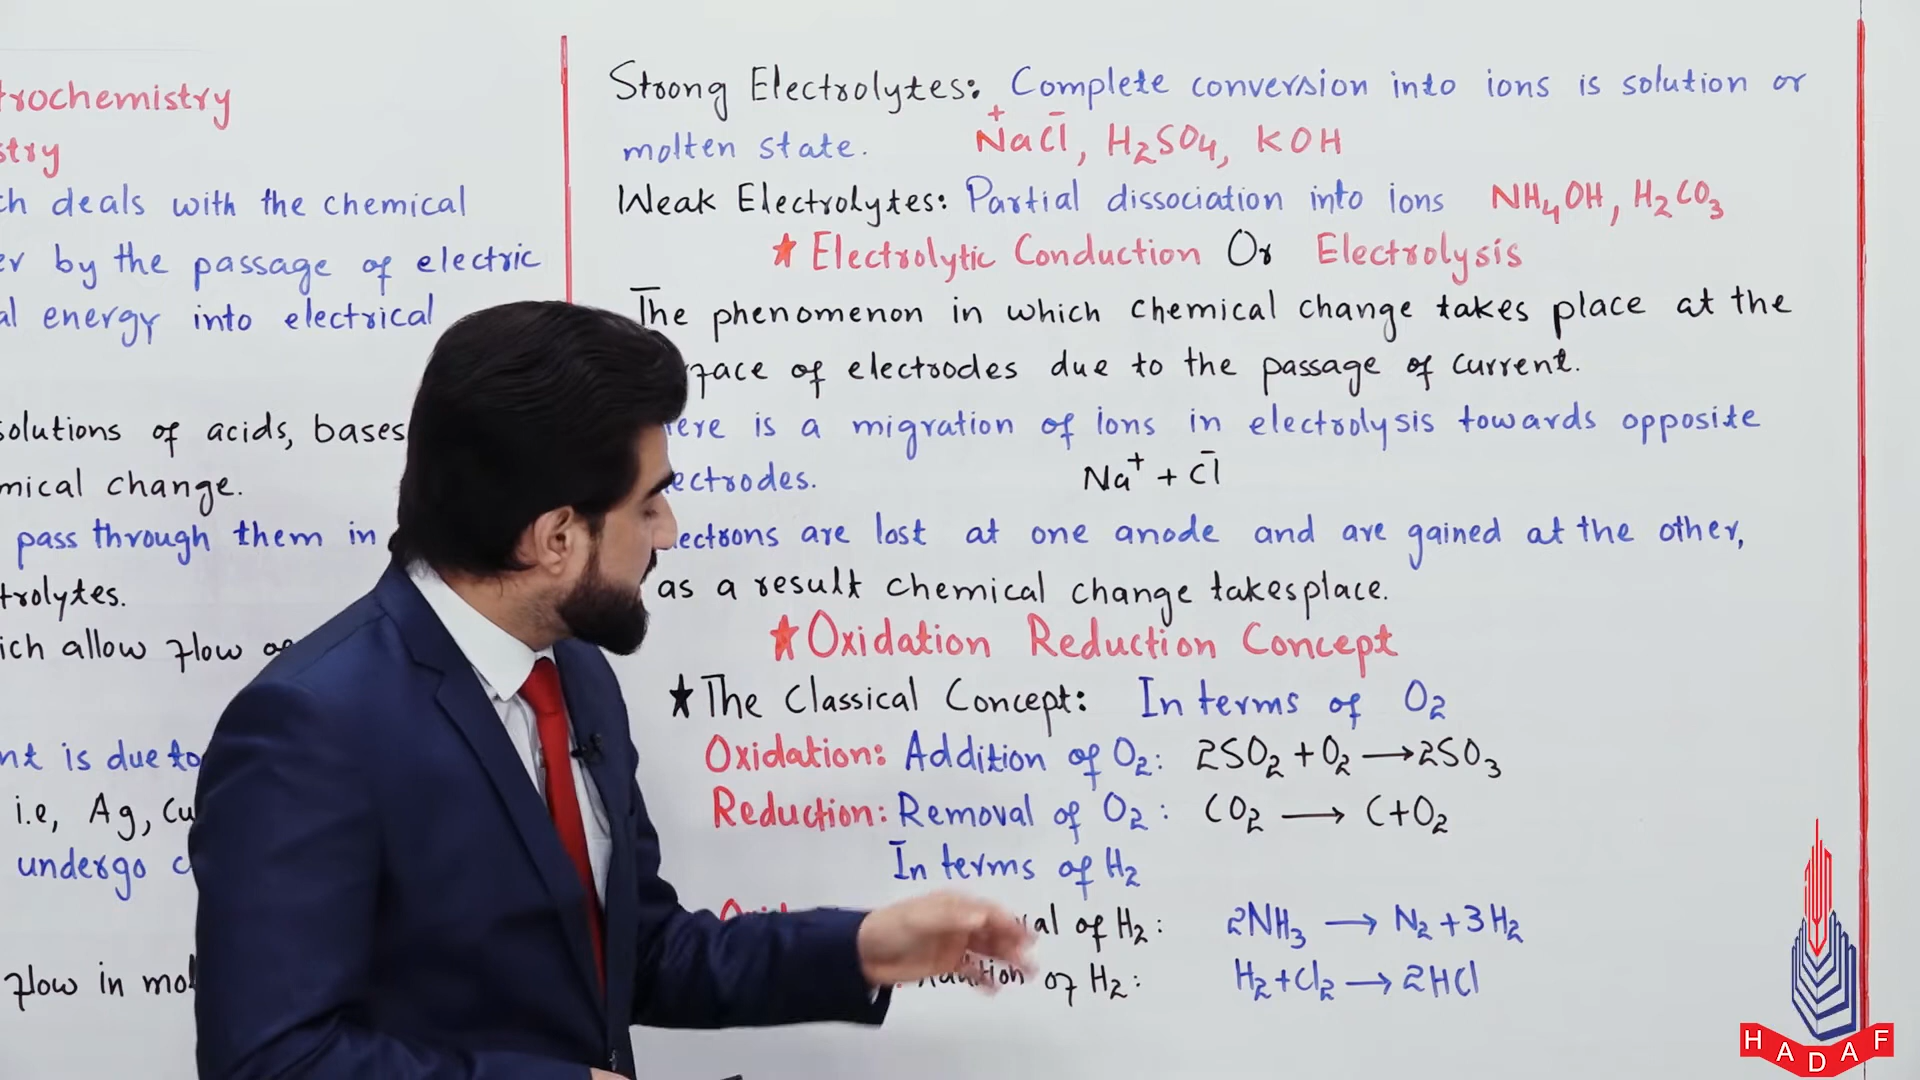 trochemistry
stry
ch deals with the chemical
er by the passage of electric
al energy into electrical
solutions of acids, bases
mical change.
pass through them in
trolytes.
ich allow flow
nt is due to
i.e, Ag, Cu
undergo
flow in mol
Strong Electrolytes: Complete conversion into ions is solution or
molten state. N⁺aCl⁻, H₂SO₄, KOH
Weak Electrolytes: Partial dissociation into ions NH₄OH, H₂CO₃
★ Electrolytic Conduction Or Electrolysis
The phenomenon in which chemical change takes place at the
face of electrodes due to the passage of current.
ere is a migration of ions in electrolysis towards opposite
ectrodes. Na⁺ + Cl⁻
lectrons are lost at one anode and are gained at the other,
as a result chemical change takesplace.
★ Oxidation Reduction Concept
★ The Classical Concept: In terms of O₂
Oxidation: Addition of O₂: 2SO₂ + O₂ ⟶ 2SO₃
Reduction: Removal of O₂: CO₂ ⟶ C+O₂
In terms of H₂
val of H₂: 2NH₃ ⟶ N₂ + 3H₂
Addition of H₂: H₂+Cl₂ ⟶ 2HCl
HADAF